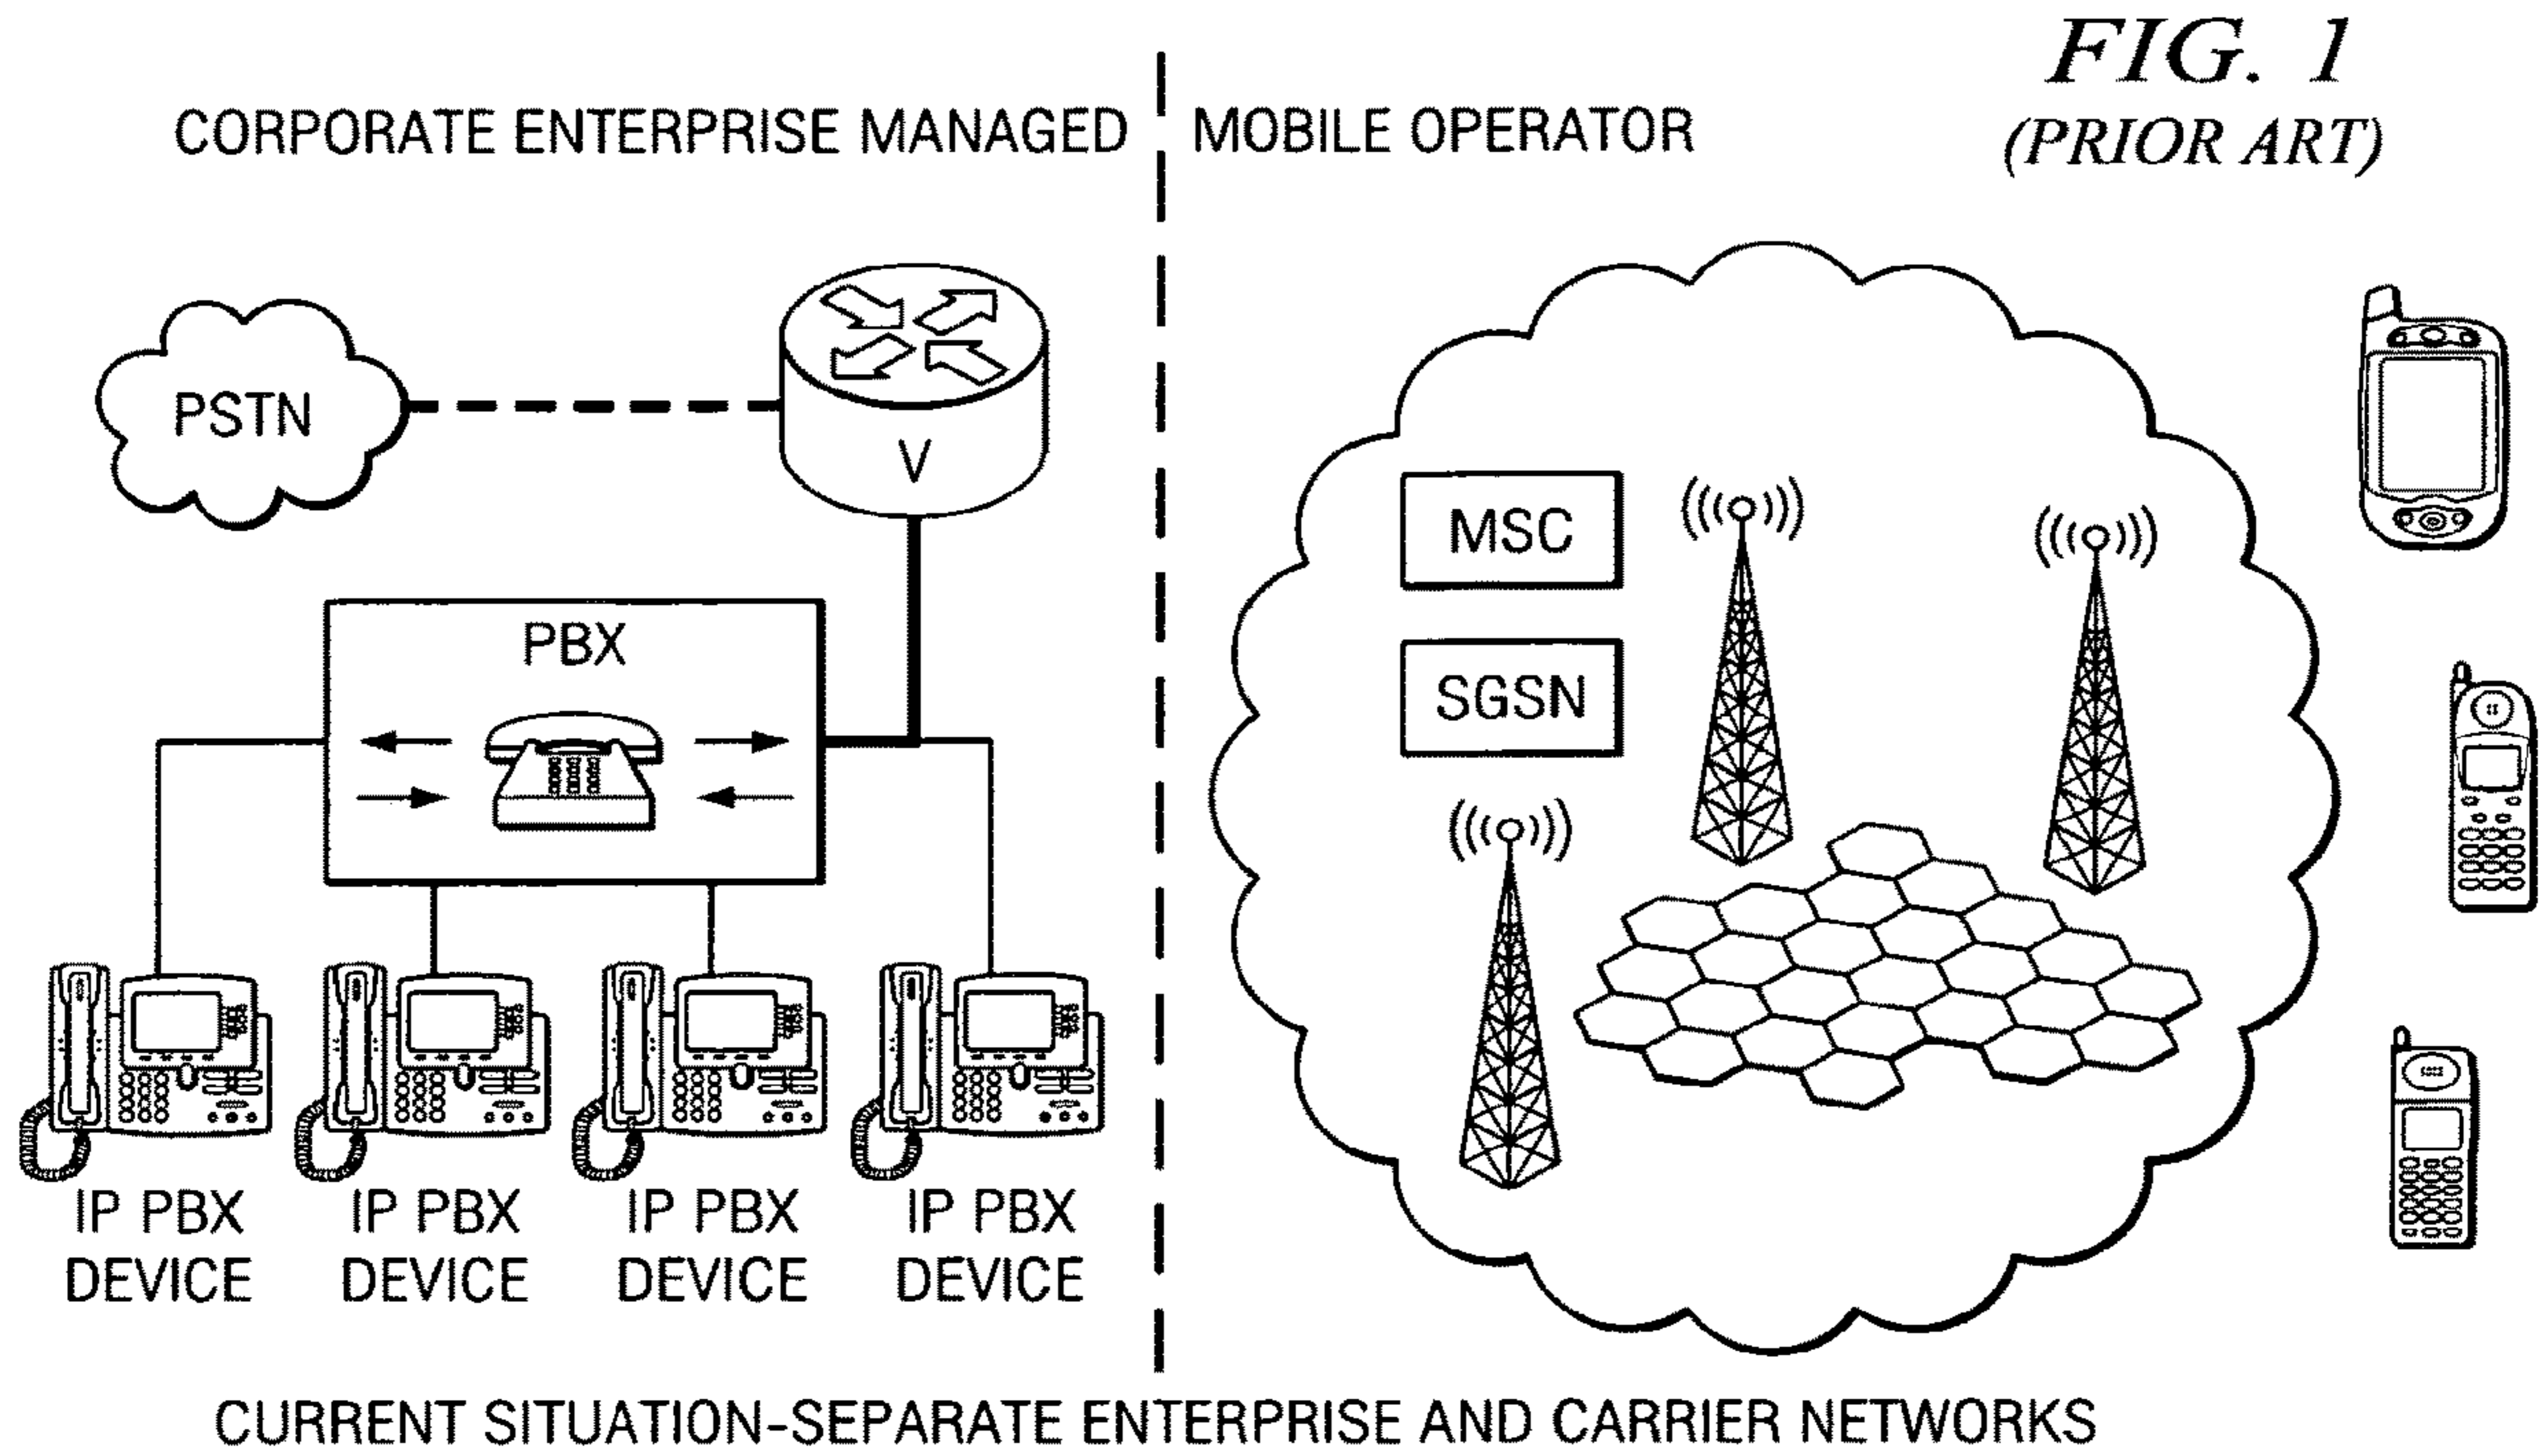 FIG. 1
(PRIOR ART)
CORPORATE ENTERPRISE MANAGED
MOBILE OPERATOR
PSTN
V
MSC
PBX
SGSN
IP PBX
DEVICE
IP PBX
DEVICE
IP PBX
DEVICE
IP PBX
DEVICE
CURRENT SITUATION-SEPARATE ENTERPRISE AND CARRIER NETWORKS